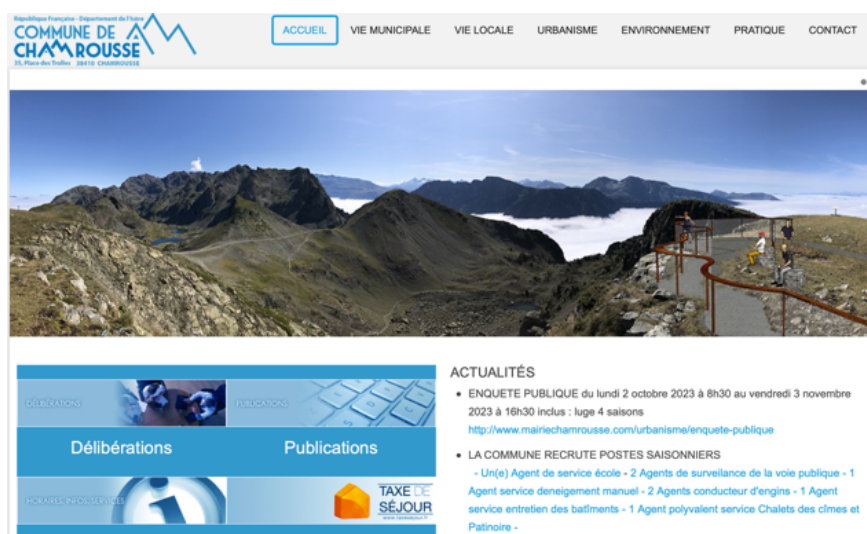 République Française - Département de l'Isère
COMMUNE DE
CHAMROUSSE
35, Place des Trolles 38410 CHAMROUSSE
ACCUEIL VIE MUNICIPALE VIE LOCALE URBANISME ENVIRONNEMENT PRATIQUE CONTACT
DÉLIBÉRATIONS
PUBLICATIONS
Délibérations
Publications
HORAIRES, INFOS, SERVICES
TAXE DE
SÉJOUR
ACTUALITÉS
• ENQUETE PUBLIQUE du lundi 2 octobre 2023 à 8h30 au vendredi 3 novembre
2023 à 16h30 inclus : luge 4 saisons
http://www.mairiechamrousse.com/urbanisme/enquete-publique
• LA COMMUNE RECRUTE POSTES SAISONNIERS
- Un(e) Agent de service école - 2 Agents de surveilance de la voie publique - 1
Agent service deneigement manuel - 2 Agents conducteur d'engins - 1 Agent
service entretien des batîments - 1 Agent polyvalent service Chalets des cîmes et
Patinoire -